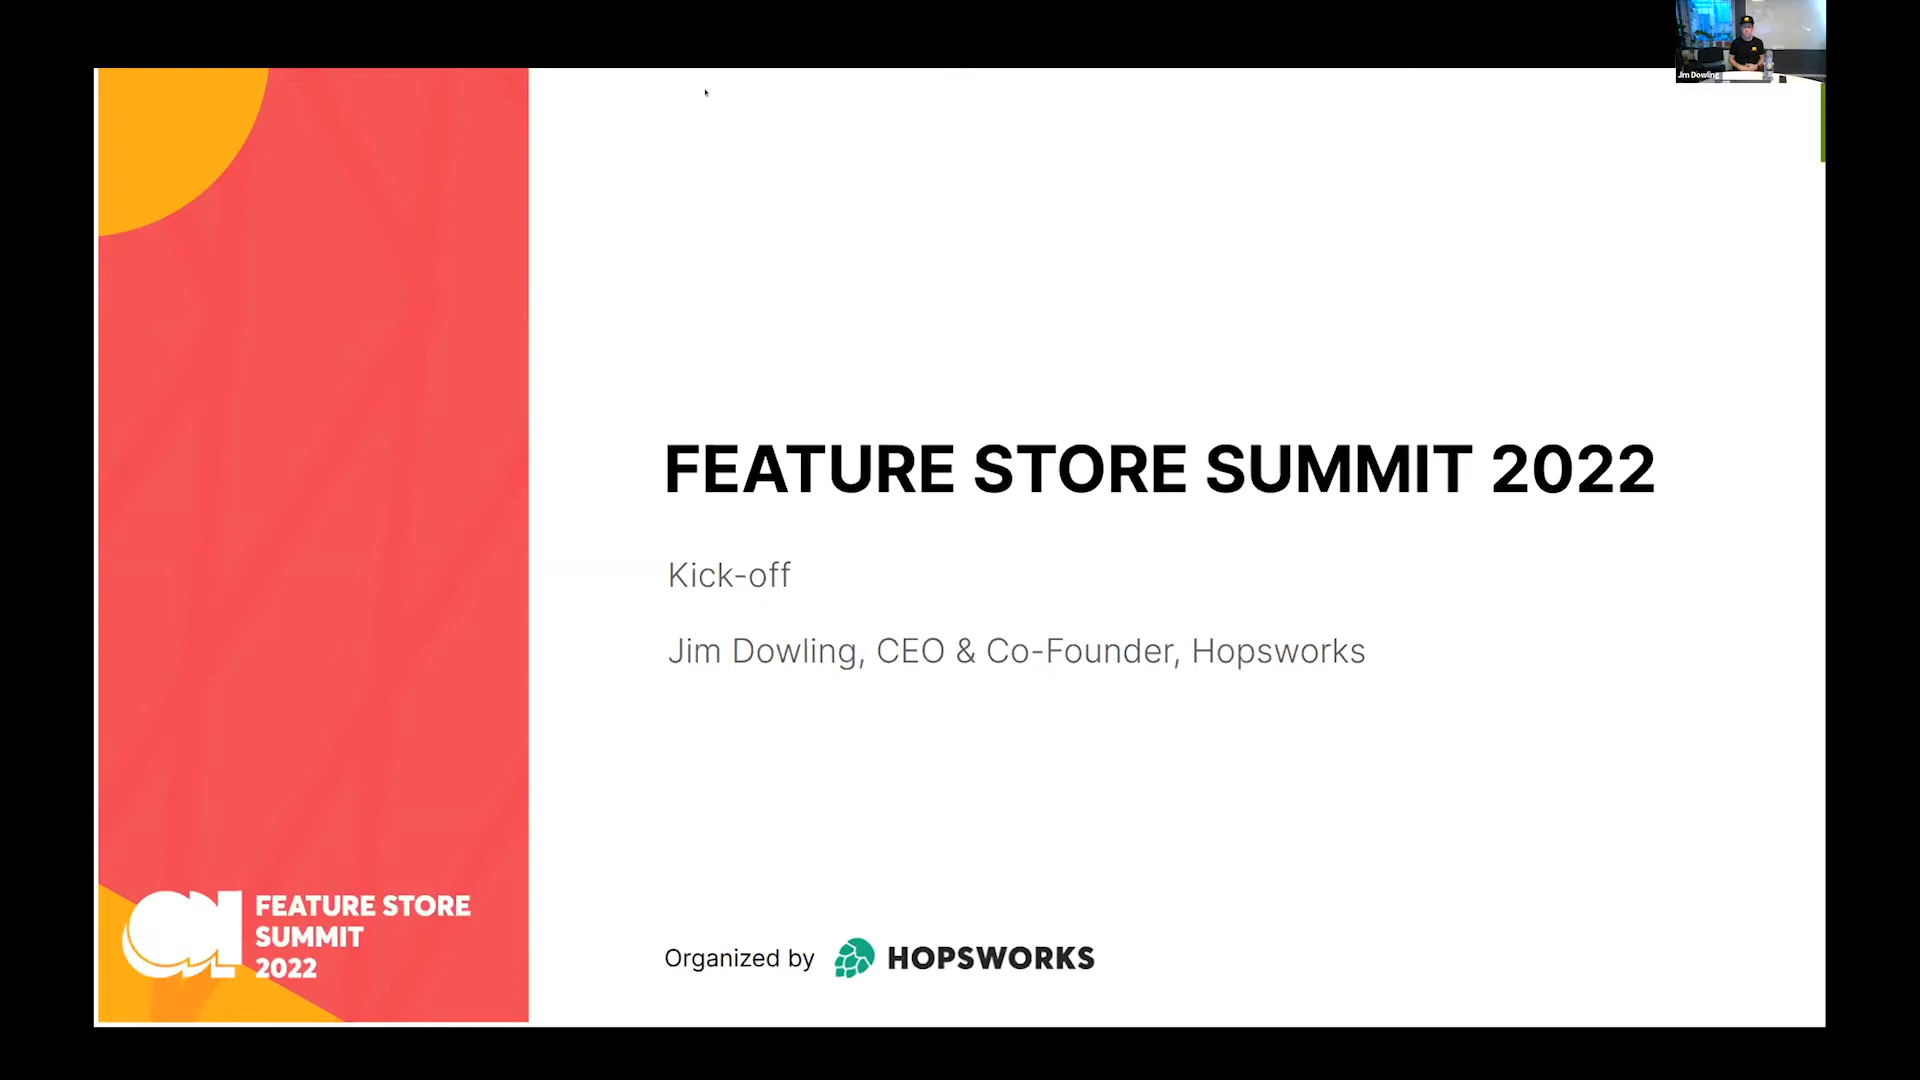 Jim Dowling
FEATURE STORE SUMMIT 2022
Kick-off
Jim Dowling, CEO & Co-Founder, Hopsworks
FEATURE STORE
SUMMIT
2022
Organized by HOPSWORKS